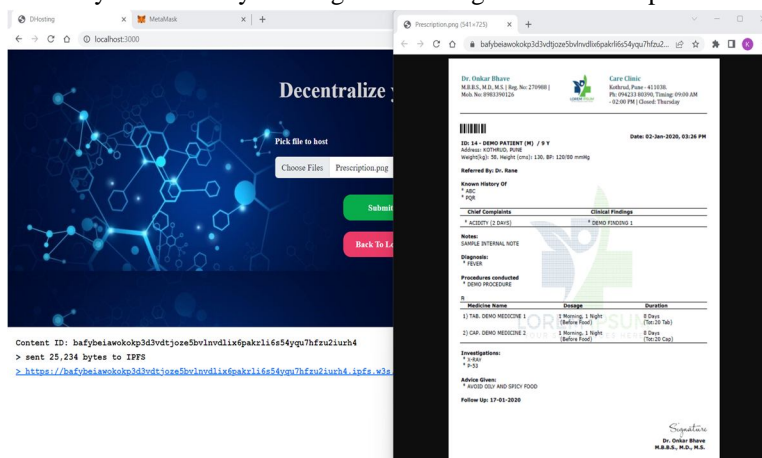 DHosting
MetaMask
localhost:3000
Decentralize
Pick file to host
Choose Files Prescription.png
Submit
Content ID: bafybeiawokokp3d3vdtjoze5bvlnvdlix6pakrli6s54yqu7hfzu2iurh4
> sent 25,234 bytes to IPFS
> https://bafybeiawokokp3d3vdtjoze5bvlnvdlix6pakrli6s54yqu7hfzu2iurh4.ipfs.w3s.
Prescription.png (541×725)
bafybeiawokokp3d3vdtjoze5bvlnvdlix6pakrli6s54yqu7hfzu2...
K
Dr. Onkar Bhave
M.B.B.S., M.D., M.S. | Reg. No: 270988 |
Mob. No: 8983390126
Care Clinic
Kothrud, Pune - 411038.
Ph: 094233 80390, Timing: 09:00 AM
- 02:00 PM | Closed: Thursday
Date: 02-Jan-2020, 03:26 PM
ID: 14 - DEMO PATIENT (M) / 9 Y
Address: KOTHRUD, PUNE
Weight(kg): 50, Height (cms): 130, BP: 120/80 mmHg
Referred By: Dr. Rane
Known History Of
* ABC
* PQR
Chief Complaints Clinical Findings
* ACIDITY (2 DAYS) * DEMO FINDING 1
Notes:
SAMPLE INTERNAL NOTE
Diagnosis:
* FEVER
Procedures conducted
* DEMO PROCEDURE
R
Medicine Name Dosage Duration
1) TAB. DEMO MEDICINE 1 1 Morning, 1 Night 8 Days
(Before Food) (Tot:20 Tab)
2) CAP. DEMO MEDICINE 2 1 Morning, 1 Night 8 Days
(Before Food) (Tot:20 Cap)
Investigations:
* X-RAY
* P-53
Advice Given:
* AVOID OILY AND SPICY FOOD
Follow Up: 17-01-2020
Signature
Dr. Onkar Bhave
M.B.B.S., M.D., M.S.